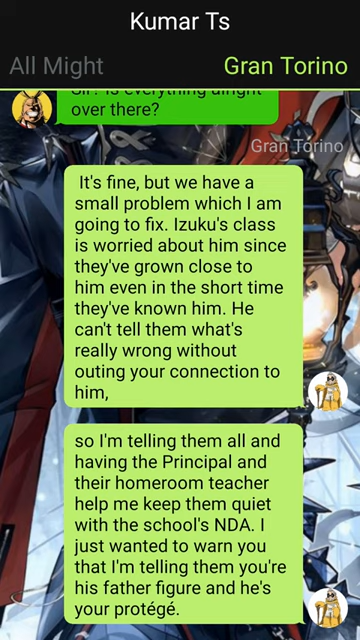 Kumar Ts
All Might
Gran Torino
Sir? Is everything alright
over there?
Gran Torino
It's fine, but we have a
small problem which I am
going to fix. Izuku's class
is worried about him since
they've grown close to
him even in the short time
they've known him. He
can't tell them what's
really wrong without
outing your connection to
him,
so I'm telling them all and
having the Principal and
their homeroom teacher
help me keep them quiet
with the school's NDA. I
just wanted to warn you
that I'm telling them you're
his father figure and he's
your protégé.